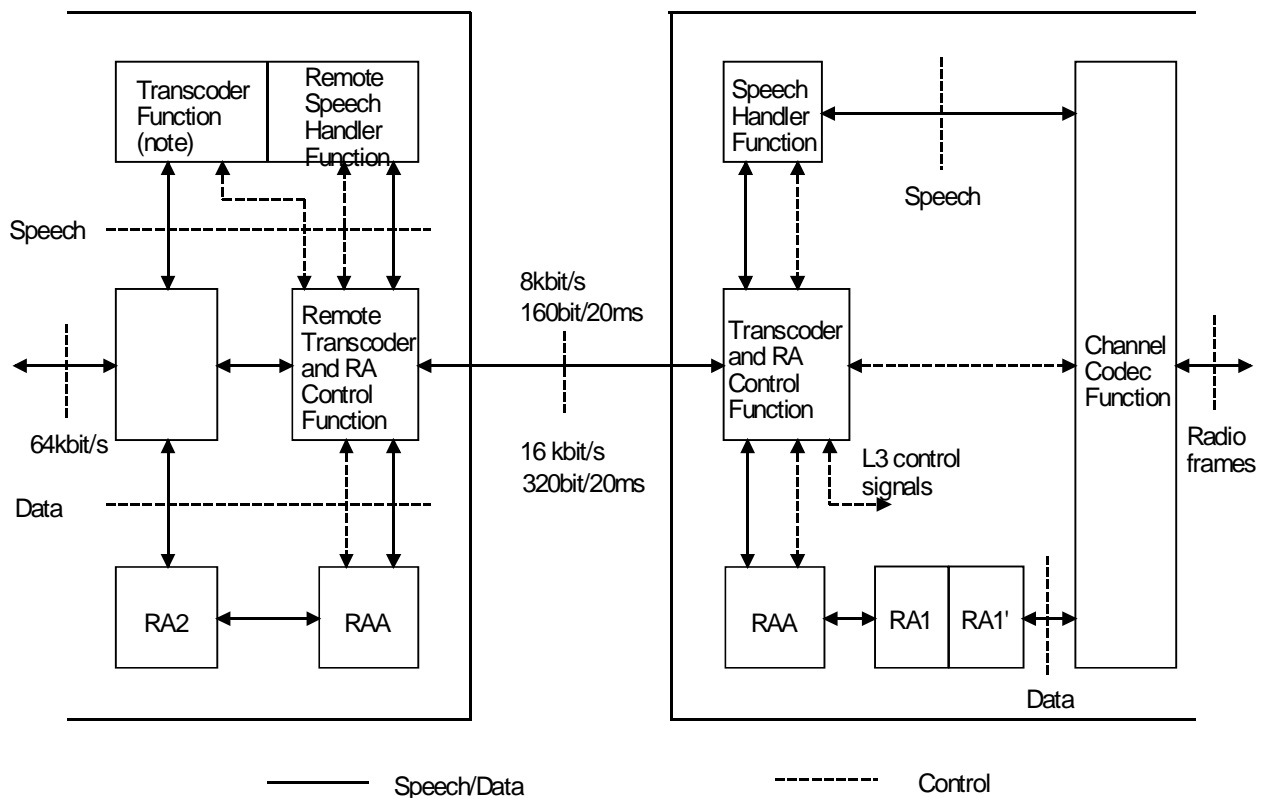 Transcoder
Function
(note)
Remote
Speech
Handler
Function
Speech
Handler
Function
Speech
Speech
8kbit/s
160bit/20ms
Remote
Transcoder
and RA
Control
Function
Transcoder
and RA
Control
Function
Channel
Codec
Function
64kbit/s
16 kbit/s
320bit/20ms
L3 control
signals
Radio
frames
Data
RA2
RAA
RAA
RA1
RA1'
Data
Speech/Data
Control